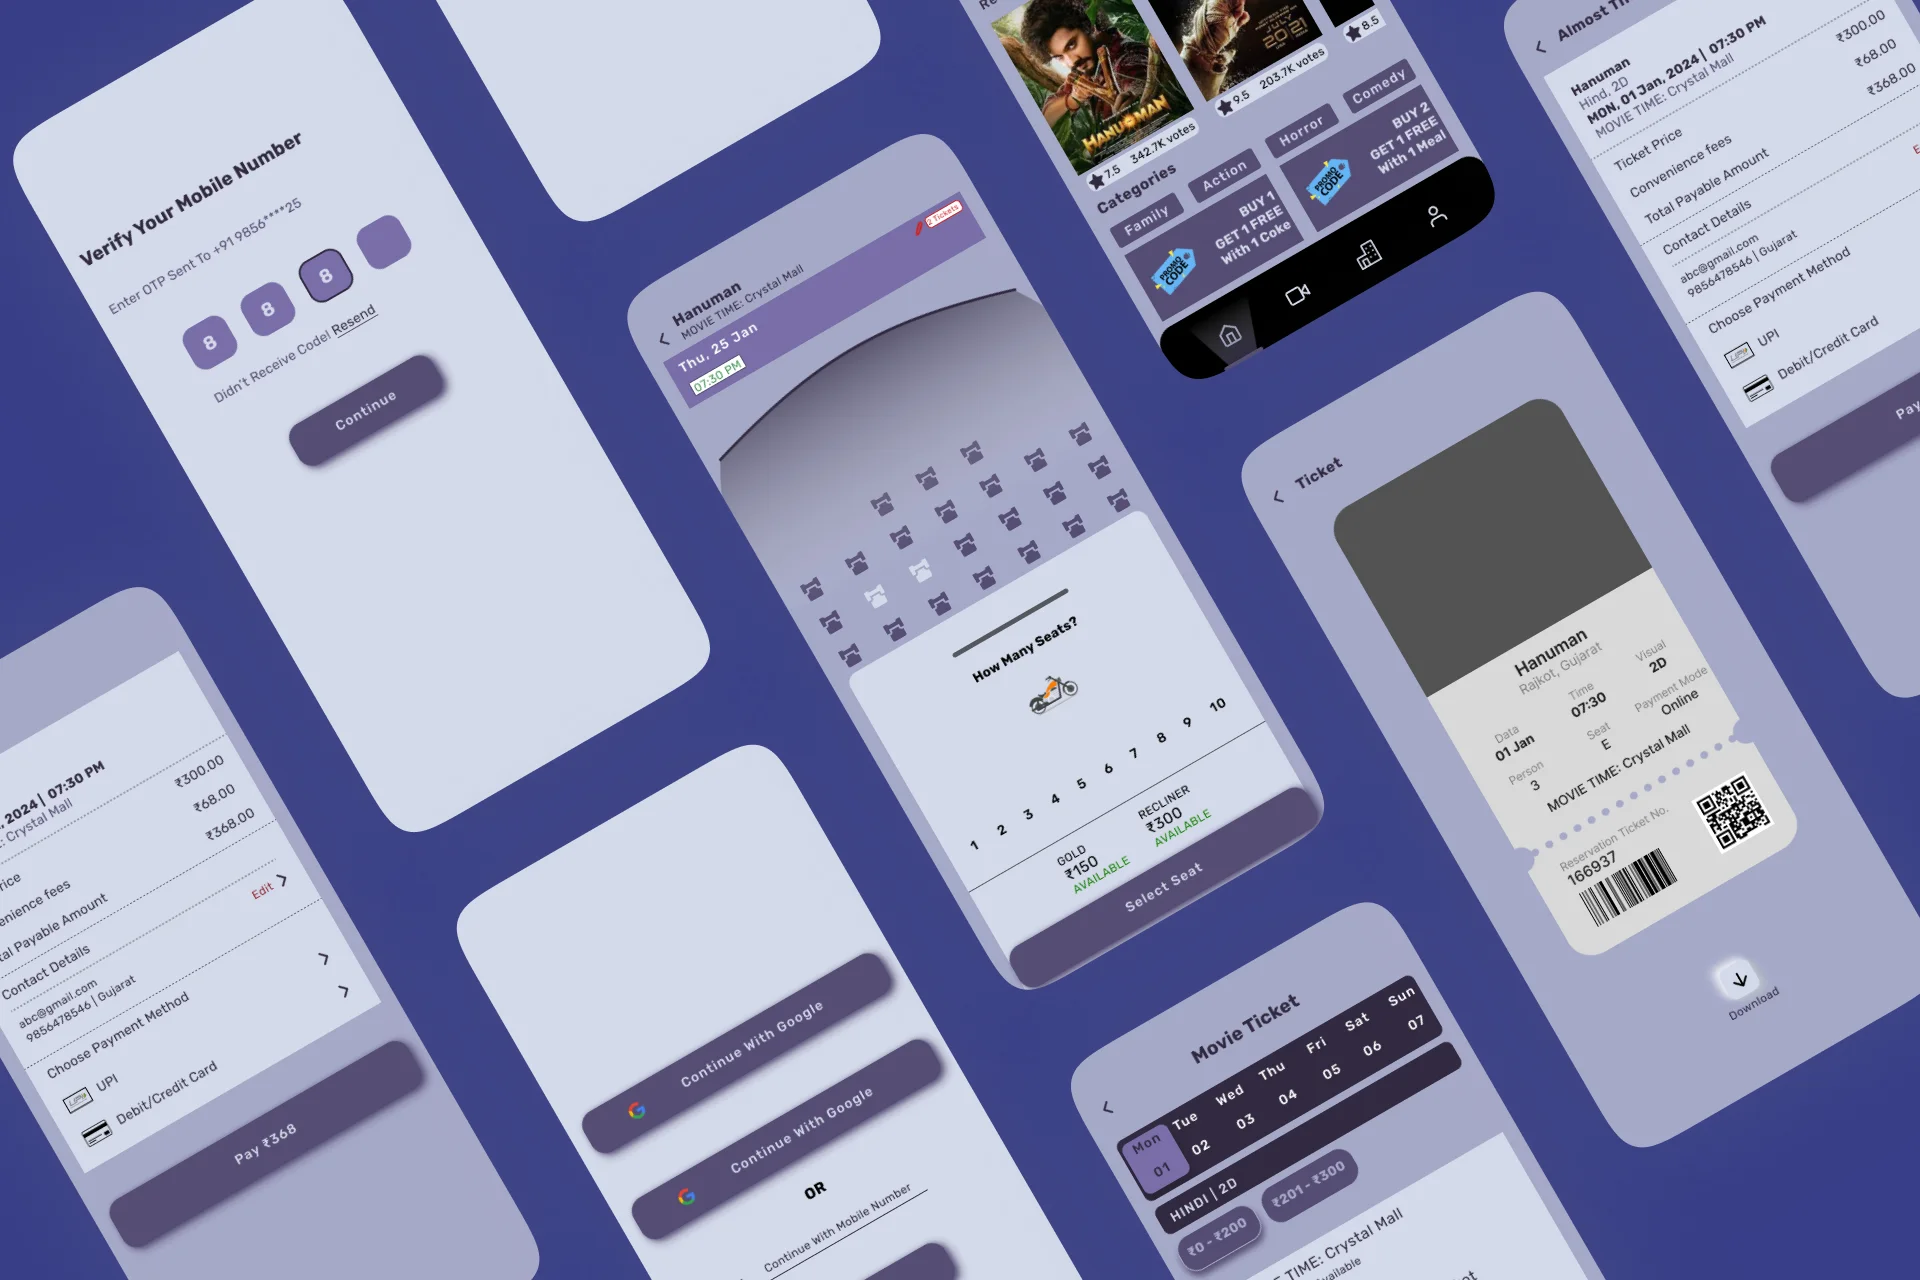 Verify Your Mobile Number
Enter OTP Sent To +91 9856****25
8
8
8
Didn't Receive Code! Resend
Continue
Hanuman
MOVIE TIME: Crystal Mall
2 Tickets
Thu, 25 Jan
07:30 PM
How Many Seats?
1 2 3 4 5 6 7 8 9 10
GOLD
₹150
AVAILABLE
RECLINER
₹300
AVAILABLE
Select Seat
HANUMAN
JULY
2021
7.5 342.7K votes
9.5 203.7K votes
8.5
Categories
Family
Action
Horror
Comedy
PROMO CODE
BUY 1
GET 1 FREE
With 1 Coke
PROMO CODE
BUY 2
GET 1 FREE
With 1 Meal
Almost Th
Hanuman
Hind, 2D
MON, 01 Jan, 2024 | 07:30 PM
MOVIE TIME: Crystal Mall
Ticket Price ₹300.00
Convenience fees ₹68.00
Total Payable Amount ₹368.00
Contact Details
abc@gmail.com
9856478546 | Gujarat
Choose Payment Method
UPI
Debit/Credit Card
Pay
Ticket
Hanuman
Rajkot, Gujarat
Data
01 Jan
Time
07:30
Visual
2D
Person
3
Seat
E
Payment Mode
Online
MOVIE TIME: Crystal Mall
Reservation Ticket No.
166937
Download
, 2024 | 07:30 PM
: Crystal Mall
rice ₹300.00
enience fees ₹68.00
tal Payable Amount ₹368.00
Contact Details
Edit
abc@gmail.com
9856478546 | Gujarat
Choose Payment Method
UPI
Debit/Credit Card
Pay ₹368
Continue With Google
Continue With Google
OR
Continue With Mobile Number
Movie Ticket
Mon Tue Wed Thu Fri Sat Sun
01 02 03 04 05 06 07
HINDI | 2D
₹0 - ₹200
₹201 - ₹300
TIME: Crystal Mall
vailable